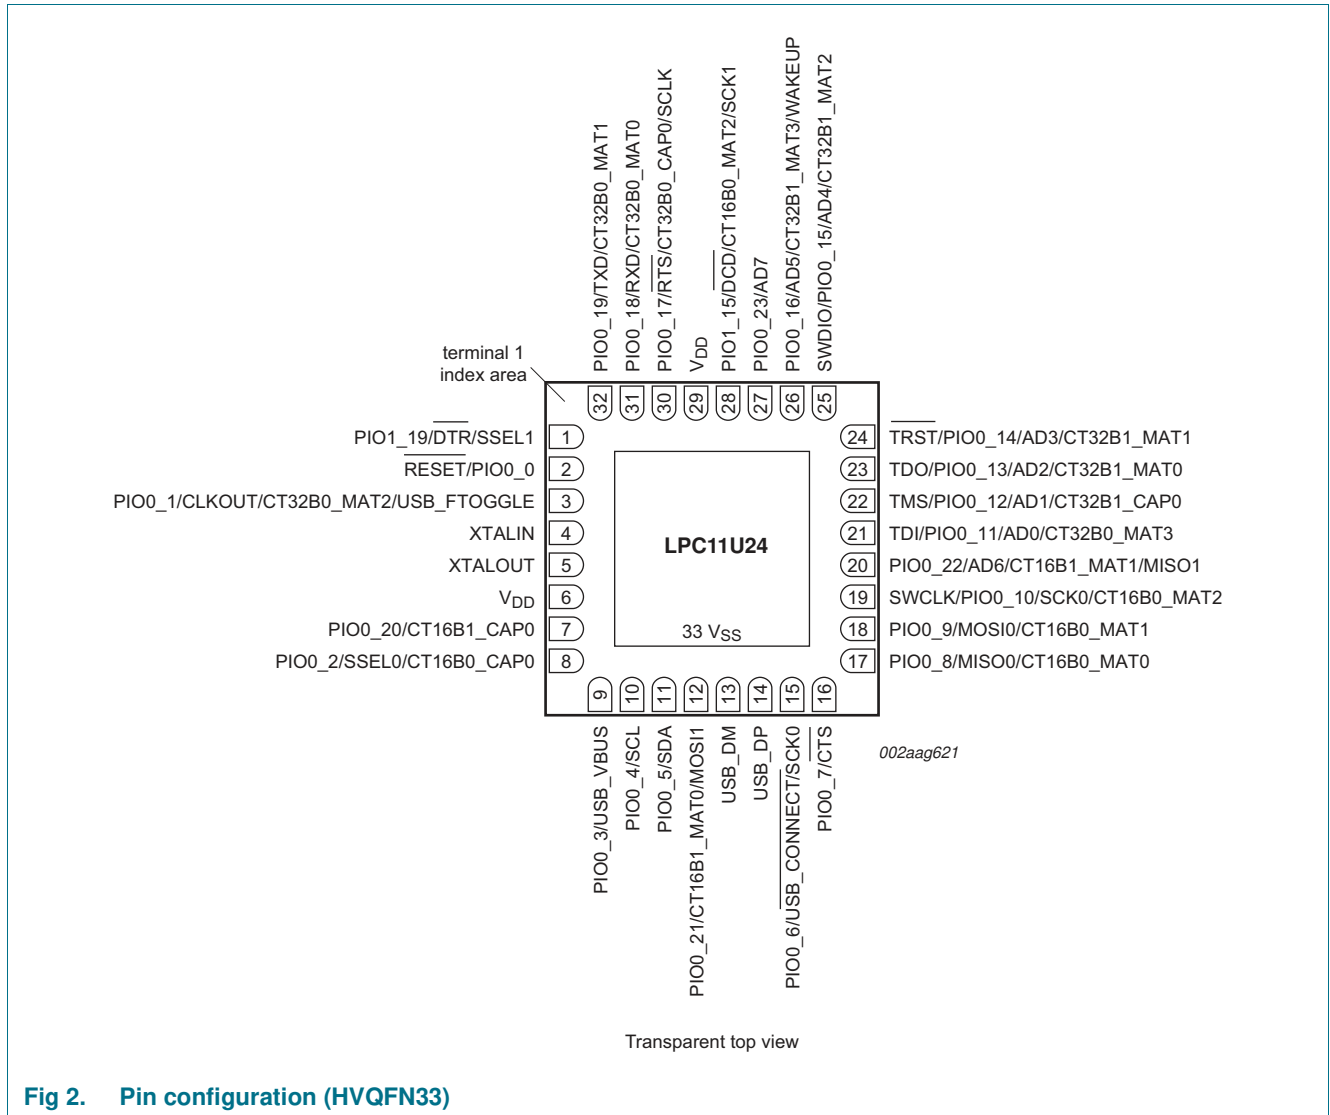 PIO0_19/TXD/CT32B0_MAT1
PIO0_18/RXD/CT32B0_MAT0
PIO0_17/RTS/CT32B0_CAP0/SCLK
VDD
PIO1_15/DCD/CT16B0_MAT2/SCK1
PIO0_23/AD7
PIO0_16/AD5/CT32B1_MAT3/WAKEUP
SWDIO/PIO0_15/AD4/CT32B1_MAT2
terminal 1
index area
32 31 30 29 28 27 26 25
PIO1_19/DTR/SSEL1 1
RESET/PIO0_0 2
PIO0_1/CLKOUT/CT32B0_MAT2/USB_FTOGGLE 3
XTALIN 4
XTALOUT 5
VDD 6
PIO0_20/CT16B1_CAP0 7
PIO0_2/SSEL0/CT16B0_CAP0 8
LPC11U24
33 VSS
24 TRST/PIO0_14/AD3/CT32B1_MAT1
23 TDO/PIO0_13/AD2/CT32B1_MAT0
22 TMS/PIO0_12/AD1/CT32B1_CAP0
21 TDI/PIO0_11/AD0/CT32B0_MAT3
20 PIO0_22/AD6/CT16B1_MAT1/MISO1
19 SWCLK/PIO0_10/SCK0/CT16B0_MAT2
18 PIO0_9/MOSI0/CT16B0_MAT1
17 PIO0_8/MISO0/CT16B0_MAT0
9 10 11 12 13 14 15 16
PIO0_3/USB_VBUS
PIO0_4/SCL
PIO0_5/SDA
PIO0_21/CT16B1_MAT0/MOSI1
USB_DM
USB_DP
PIO0_6/USB_CONNECT/SCK0
PIO0_7/CTS
002aag621
Transparent top view
Fig 2. Pin configuration (HVQFN33)